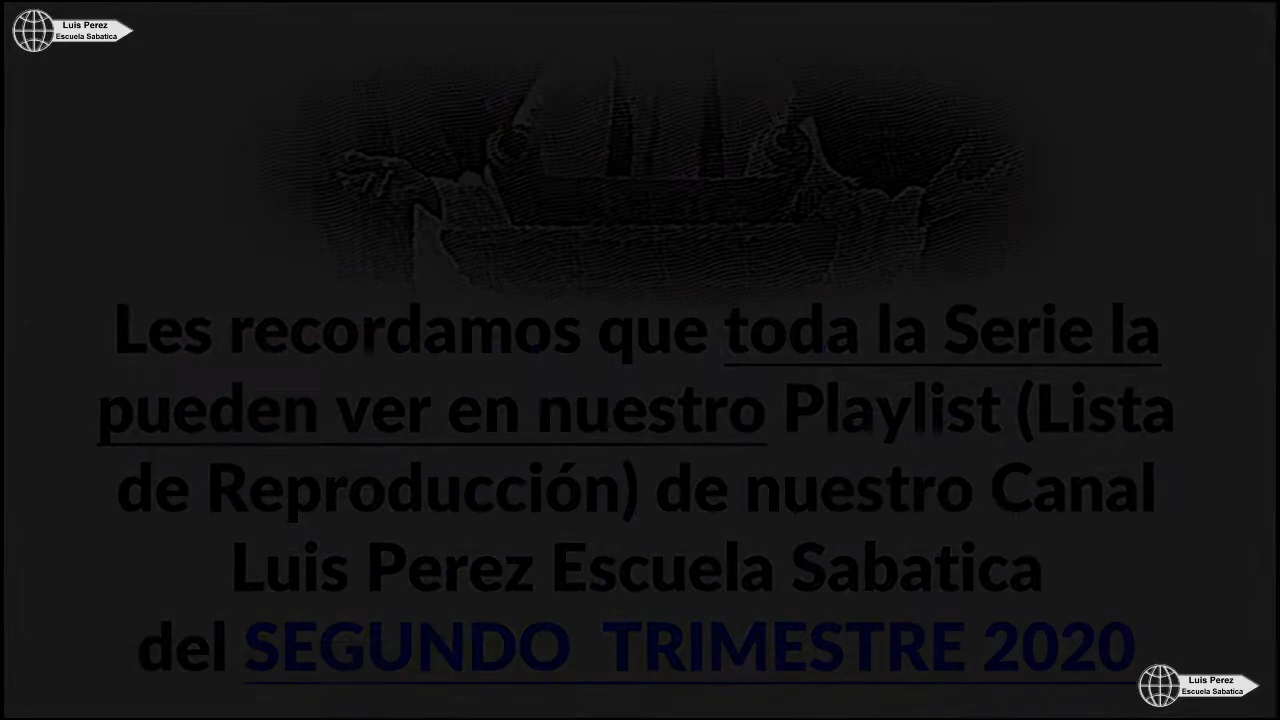 Luis Perez
Escuela Sabatica
Les recordamos que toda la Serie la
pueden ver en nuestro Playlist (Lista
de Reproducción) de nuestro Canal
Luis Perez Escuela Sabatica
del SEGUNDO TRIMESTRE 2020
Luis Perez
Escuela Sabatica